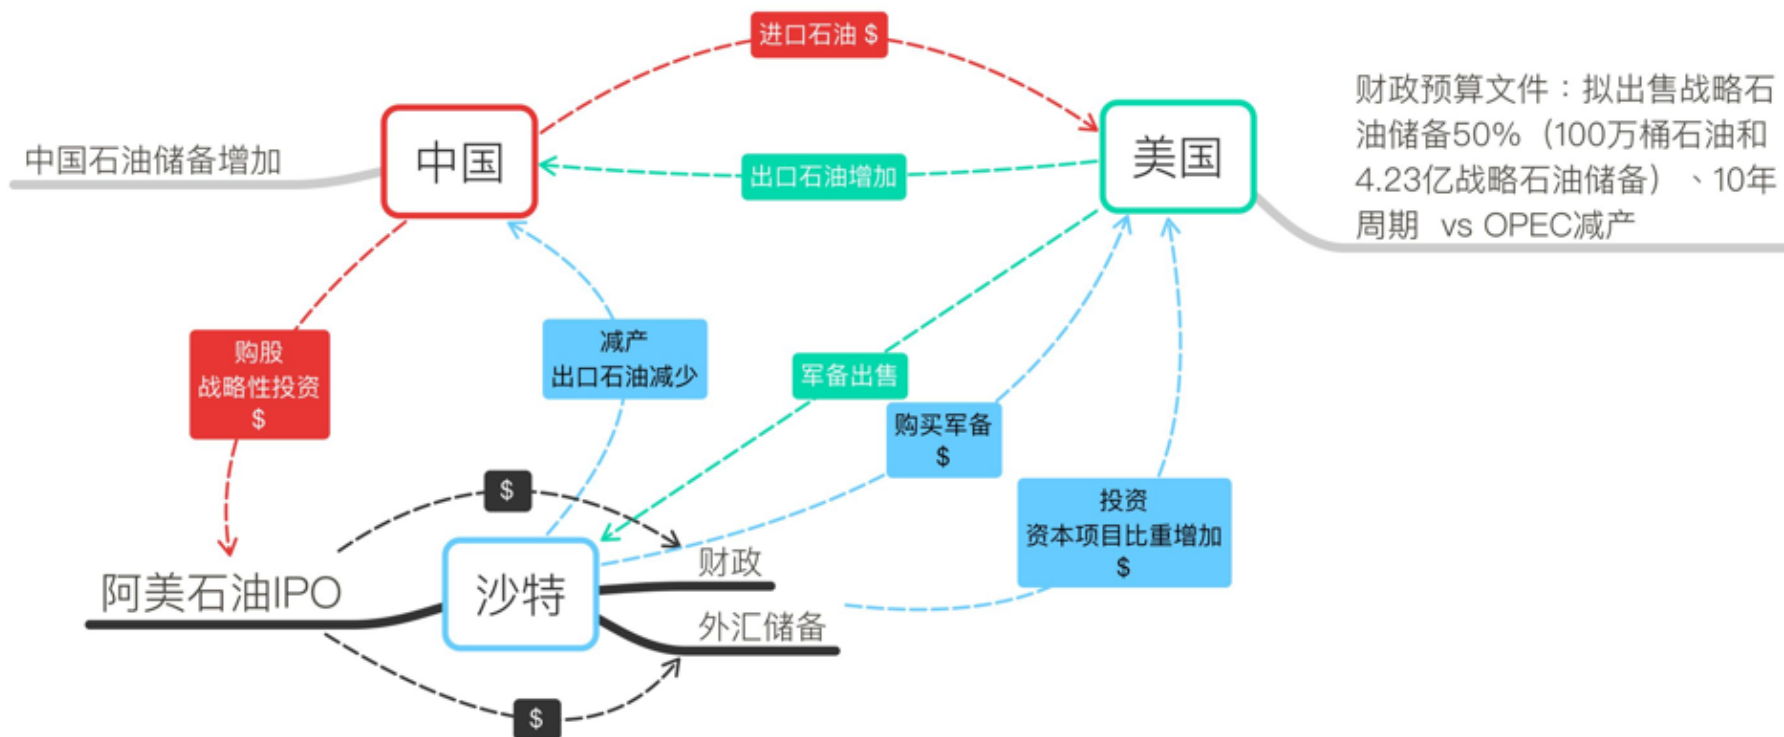 进口石油 $
财政预算文件：拟出售战略石
油储备50%（100万桶石油和
4.23亿战略石油储备）、10年
周期 vs OPEC减产
中国石油储备增加
中国
美国
出口石油增加
购股
战略性投资
$
减产
出口石油减少
军备出售
购买军备
$
$
投资
资本项目比重增加
$
阿美石油IPO
沙特
财政
外汇储备
$